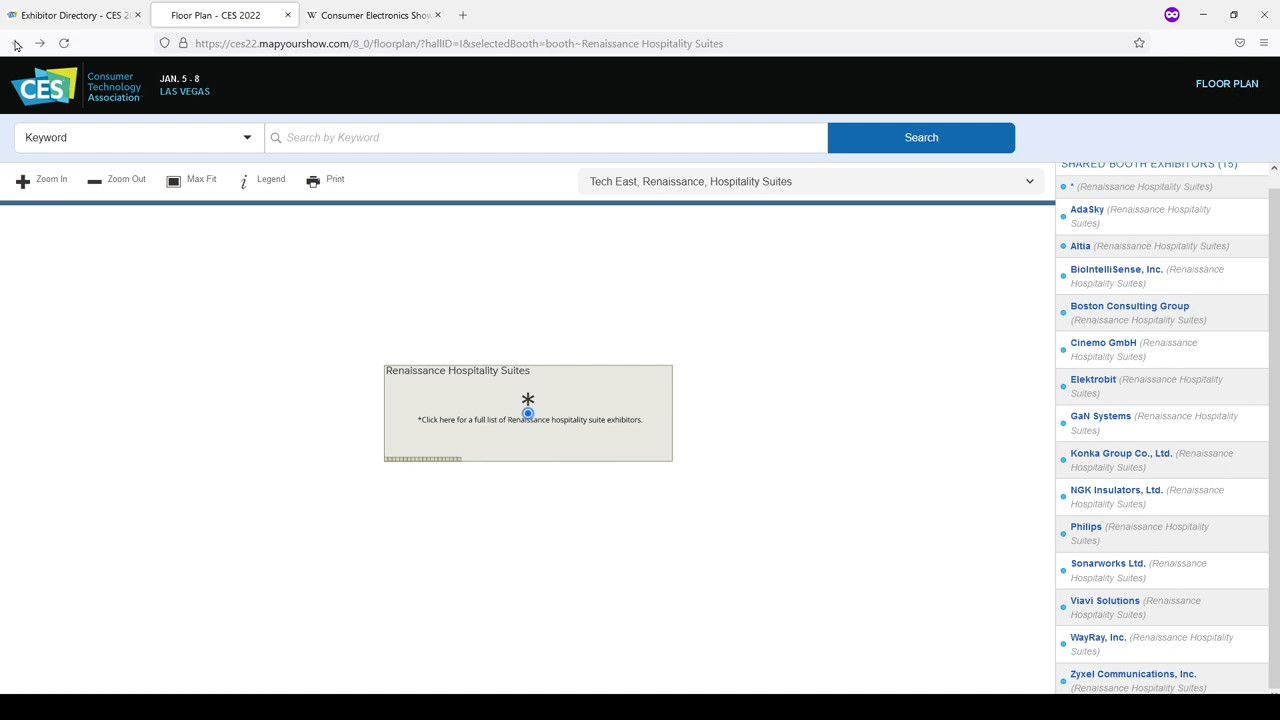 Exhibitor Directory - CES 20
Floor Plan - CES 2022
W Consumer Electronics Show
https://ces22.mapyourshow.com/8_0/floorplan/?hallID=I&selectedBooth=booth~Renaissance Hospitality Suites
CES
Consumer
Technology
Association
JAN. 5 - 8
LAS VEGAS
FLOOR PLAN
Keyword
Search by Keyword
Search
Zoom In
Zoom Out
Max Fit
i Legend
Print
Tech East, Renaissance, Hospitality Suites
SHARED BOOTH EXHIBITORS (15)
* (Renaissance Hospitality Suites)
AdaSky (Renaissance Hospitality
Suites)
Altia (Renaissance Hospitality Suites)
BioIntelliSense, Inc. (Renaissance
Hospitality Suites)
Boston Consulting Group
(Renaissance Hospitality Suites)
Cinemo GmbH (Renaissance
Hospitality Suites)
Elektrobit (Renaissance Hospitality
Suites)
GaN Systems (Renaissance Hospitality
Suites)
Konka Group Co., Ltd. (Renaissance
Hospitality Suites)
NGK Insulators, Ltd. (Renaissance
Hospitality Suites)
Philips (Renaissance Hospitality
Suites)
Sonarworks Ltd. (Renaissance
Hospitality Suites)
Viavi Solutions (Renaissance
Hospitality Suites)
WayRay, Inc. (Renaissance Hospitality
Suites)
Zyxel Communications, Inc.
(Renaissance Hospitality Suites)
Renaissance Hospitality Suites
*
*Click here for a full list of Renaissance hospitality suite exhibitors.